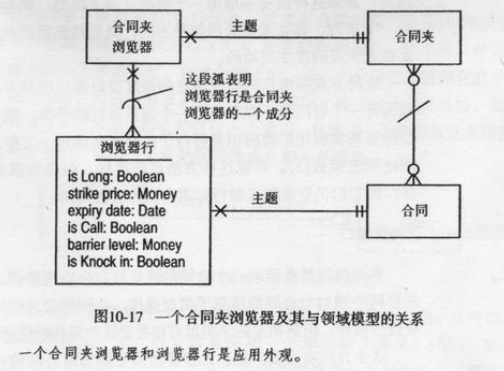 合同夹
浏览器
主题
合同夹
这段弧表明
浏览器行是合同夹
浏览器的一个成分
浏览器行
is Long: Boolean
strike price: Money
expiry date: Date
is Call: Boolean
barrier level: Money
is Knock in: Boolean
主题
合同
图10-17 一个合同夹浏览器及其与领域模型的关系
一个合同夹浏览器和浏览器行是应用外观。